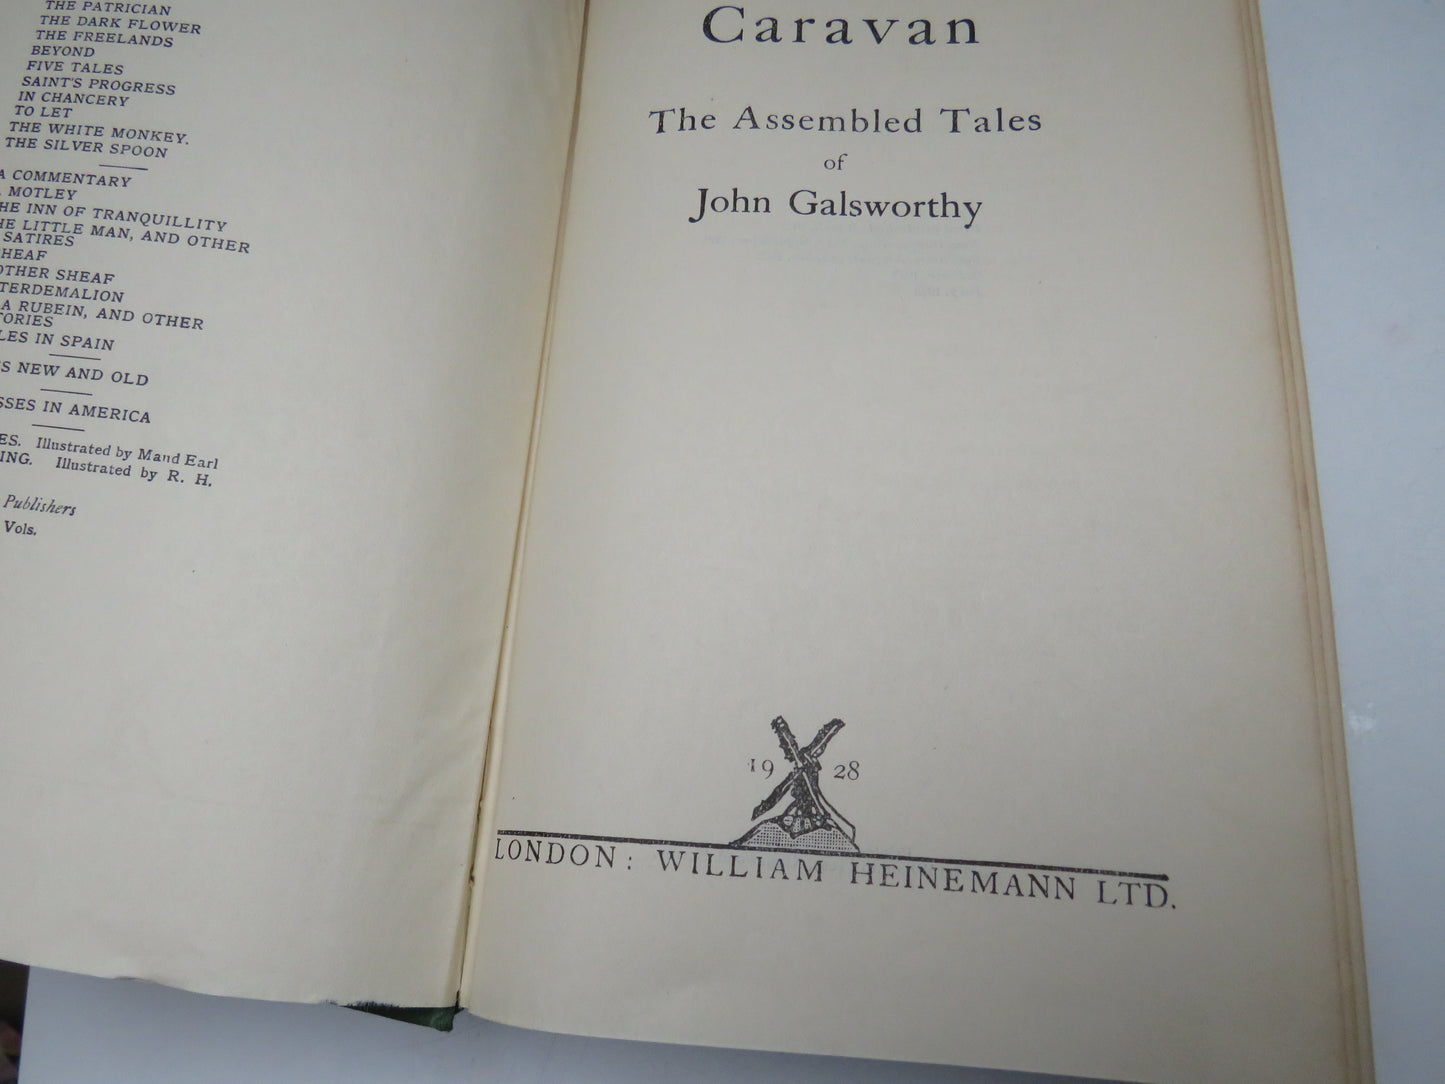 THE PATRICIAN
THE DARK FLOWER
THE FREELANDS
BEYOND
FIVE TALES
SAINT'S PROGRESS
IN CHANCERY
TO LET
THE WHITE MONKEY.
THE SILVER SPOON
A COMMENTARY
MOTLEY
HE INN OF TRANQUILLITY
HE LITTLE MAN, AND OTHER
SATIRES
HEAF
OTHER SHEAF
TERDEMALION
A RUBEIN, AND OTHER
TORIES
LES IN SPAIN
S NEW AND OLD
SSES IN AMERICA
ES. Illustrated by Maud Earl
ING. Illustrated by R. H.
Publishers
Vols.
Caravan
The Assembled Tales
of
John Galsworthy
1928
LONDON: WILLIAM HEINEMANN LTD.